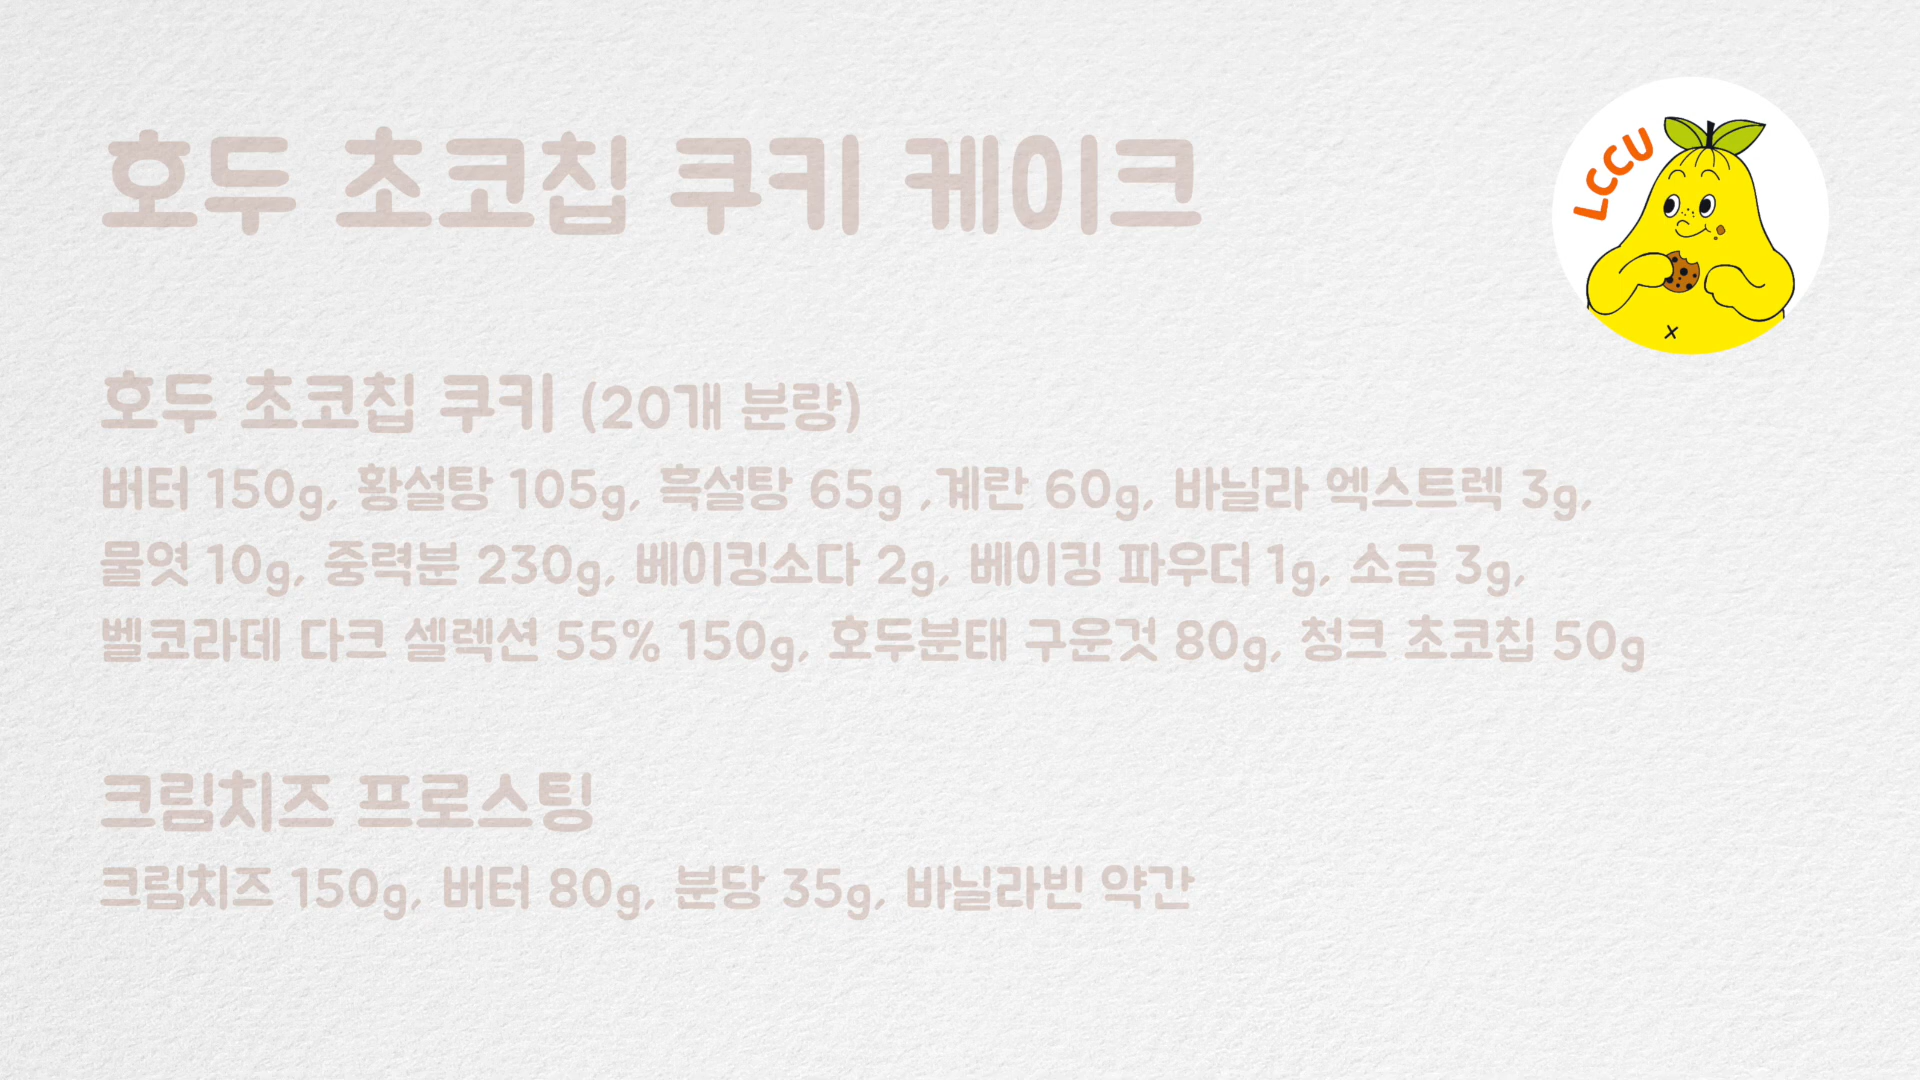 호두 초코칩 쿠키 케이크
LCCU
호두 초코칩 쿠키 (20개 분량)
버터 150g, 황설탕 105g, 흑설탕 65g ,계란 60g, 바닐라 엑스트렉 3g,
물엿 10g, 중력분 230g, 베이킹소다 2g, 베이킹 파우더 1g, 소금 3g,
벨코라데 다크 셀렉션 55% 150g, 호두분태 구운것 80g, 청크 초코칩 50g
크림치즈 프로스팅
크림치즈 150g, 버터 80g, 분당 35g, 바닐라빈 약간